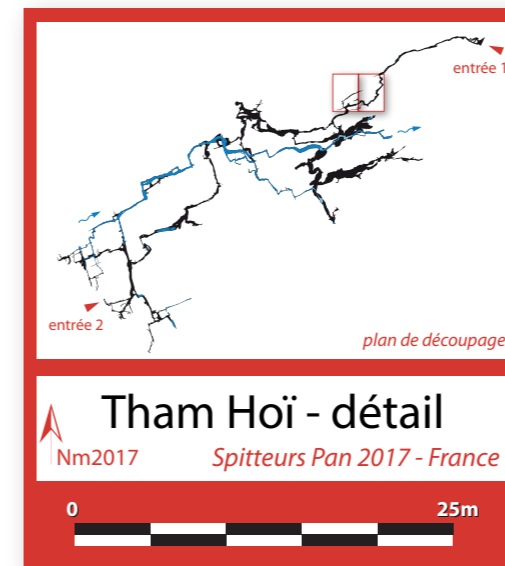 entrée 1
entrée 2
plan de découpage
Tham Hoï - détail
Nm2017
Spitteurs Pan 2017 - France
0 25m